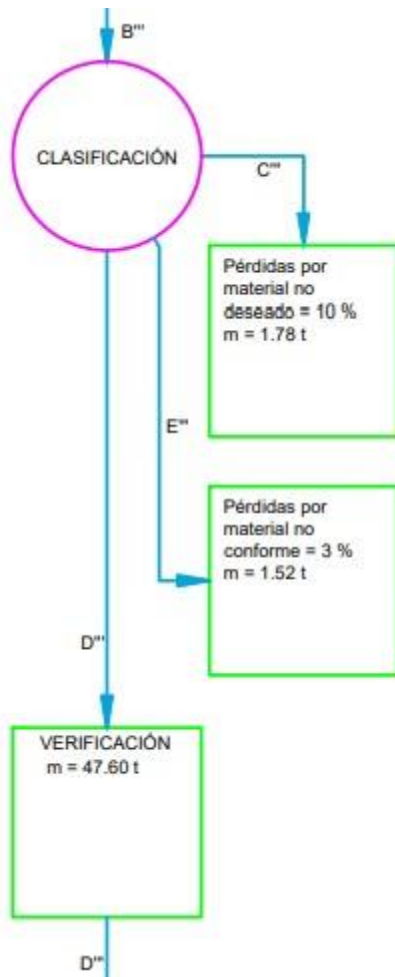 B'''
CLASIFICACIÓN
C'''
Pérdidas por
material no
deseado = 10 %
m = 1.78 t
E'''
Pérdidas por
material no
conforme = 3 %
m = 1.52 t
D'''
VERIFICACIÓN
m = 47.60 t
D'''